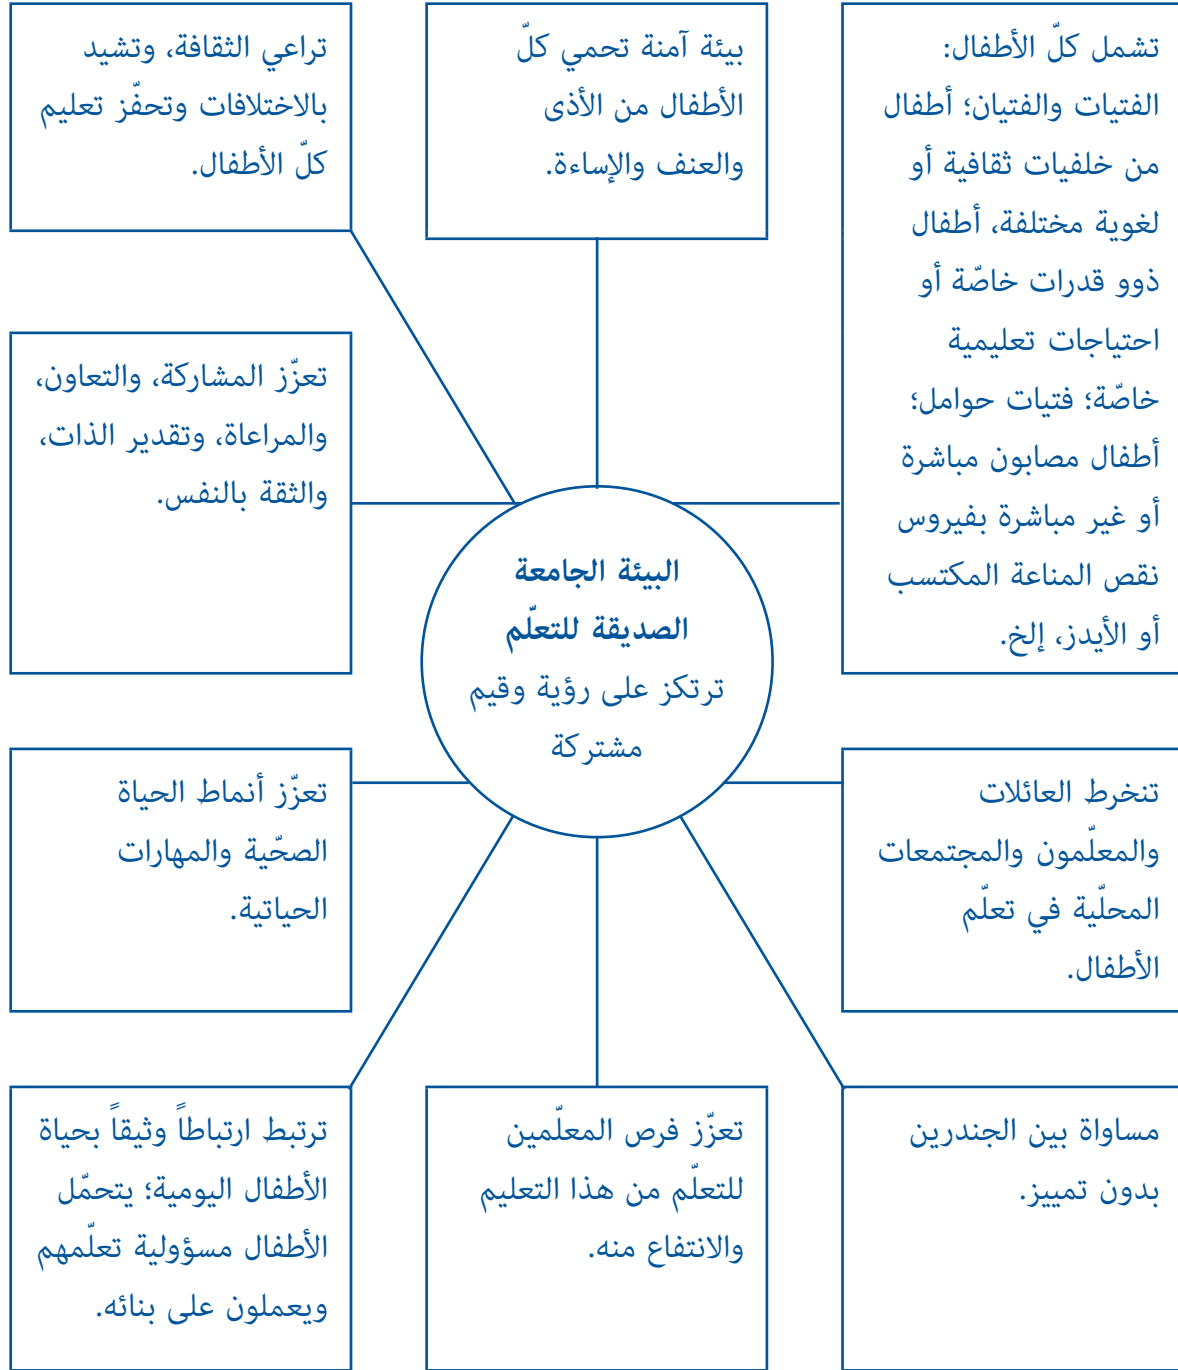 تشمل كلّ الأطفال:
الفتيات والفتيان؛ أطفال
من خلفيات ثقافية أو
لغوية مختلفة، أطفال
ذوو قدرات خاصّة أو
احتياجات تعليمية
خاصّة؛ فتيات حوامل؛
أطفال مصابون مباشرة
أو غير مباشرة بفيروس
نقص المناعة المكتسب
أو الأيدز، إلخ.
بيئة آمنة تحمي كلّ
الأطفال من الأذى
والعنف والإساءة.
تراعي الثقافة، وتشيد
بالاختلافات وتحفّز تعليم
كلّ الأطفال.
تعزّز المشاركة، والتعاون،
والمراعاة، وتقدير الذات،
والثقة بالنفس.
البيئة الجامعة
الصديقة للتعلّم
ترتكز على رؤية وقيم
مشتركة
تنخرط العائلات
والمعلّمون والمجتمعات
المحلّية في تعلّم
الأطفال.
تعزّز أنماط الحياة
الصحّية والمهارات
الحياتية.
مساواة بين الجندرين
بدون تمييز.
تعزّز فرص المعلّمين
للتعلّم من هذا التعليم
والانتفاع منه.
ترتبط ارتباطاً وثيقاً بحياة
الأطفال اليومية؛ يتحمّل
الأطفال مسؤولية تعلّمهم
ويعملون على بنائه.